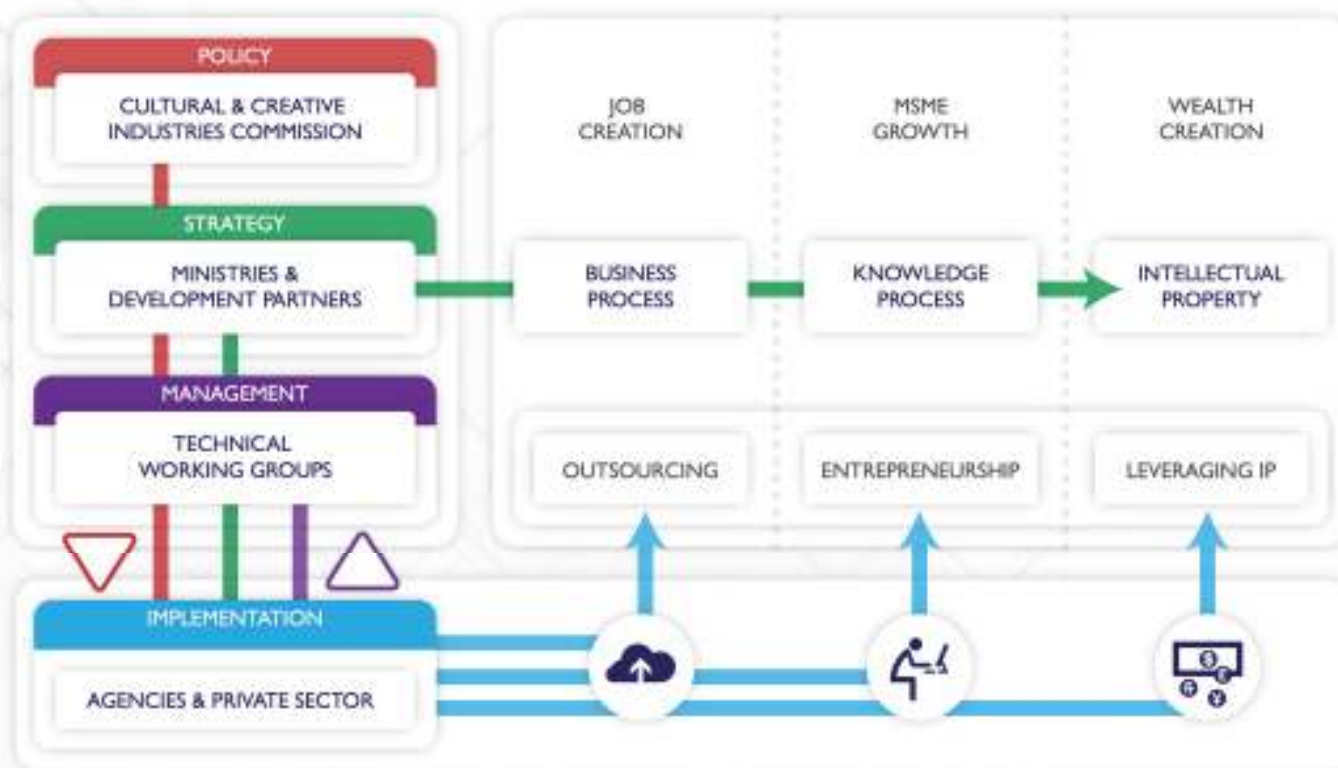 POLICY
CULTURAL & CREATIVE
INDUSTRIES COMMISSION
STRATEGY
MINISTRIES &
DEVELOPMENT PARTNERS
MANAGEMENT
TECHNICAL
WORKING GROUPS
IMPLEMENTATION
AGENCIES & PRIVATE SECTOR
JOB
CREATION
MSME
GROWTH
WEALTH
CREATION
BUSINESS
PROCESS
KNOWLEDGE
PROCESS
INTELLECTUAL
PROPERTY
OUTSOURCING
ENTREPRENEURSHIP
LEVERAGING IP